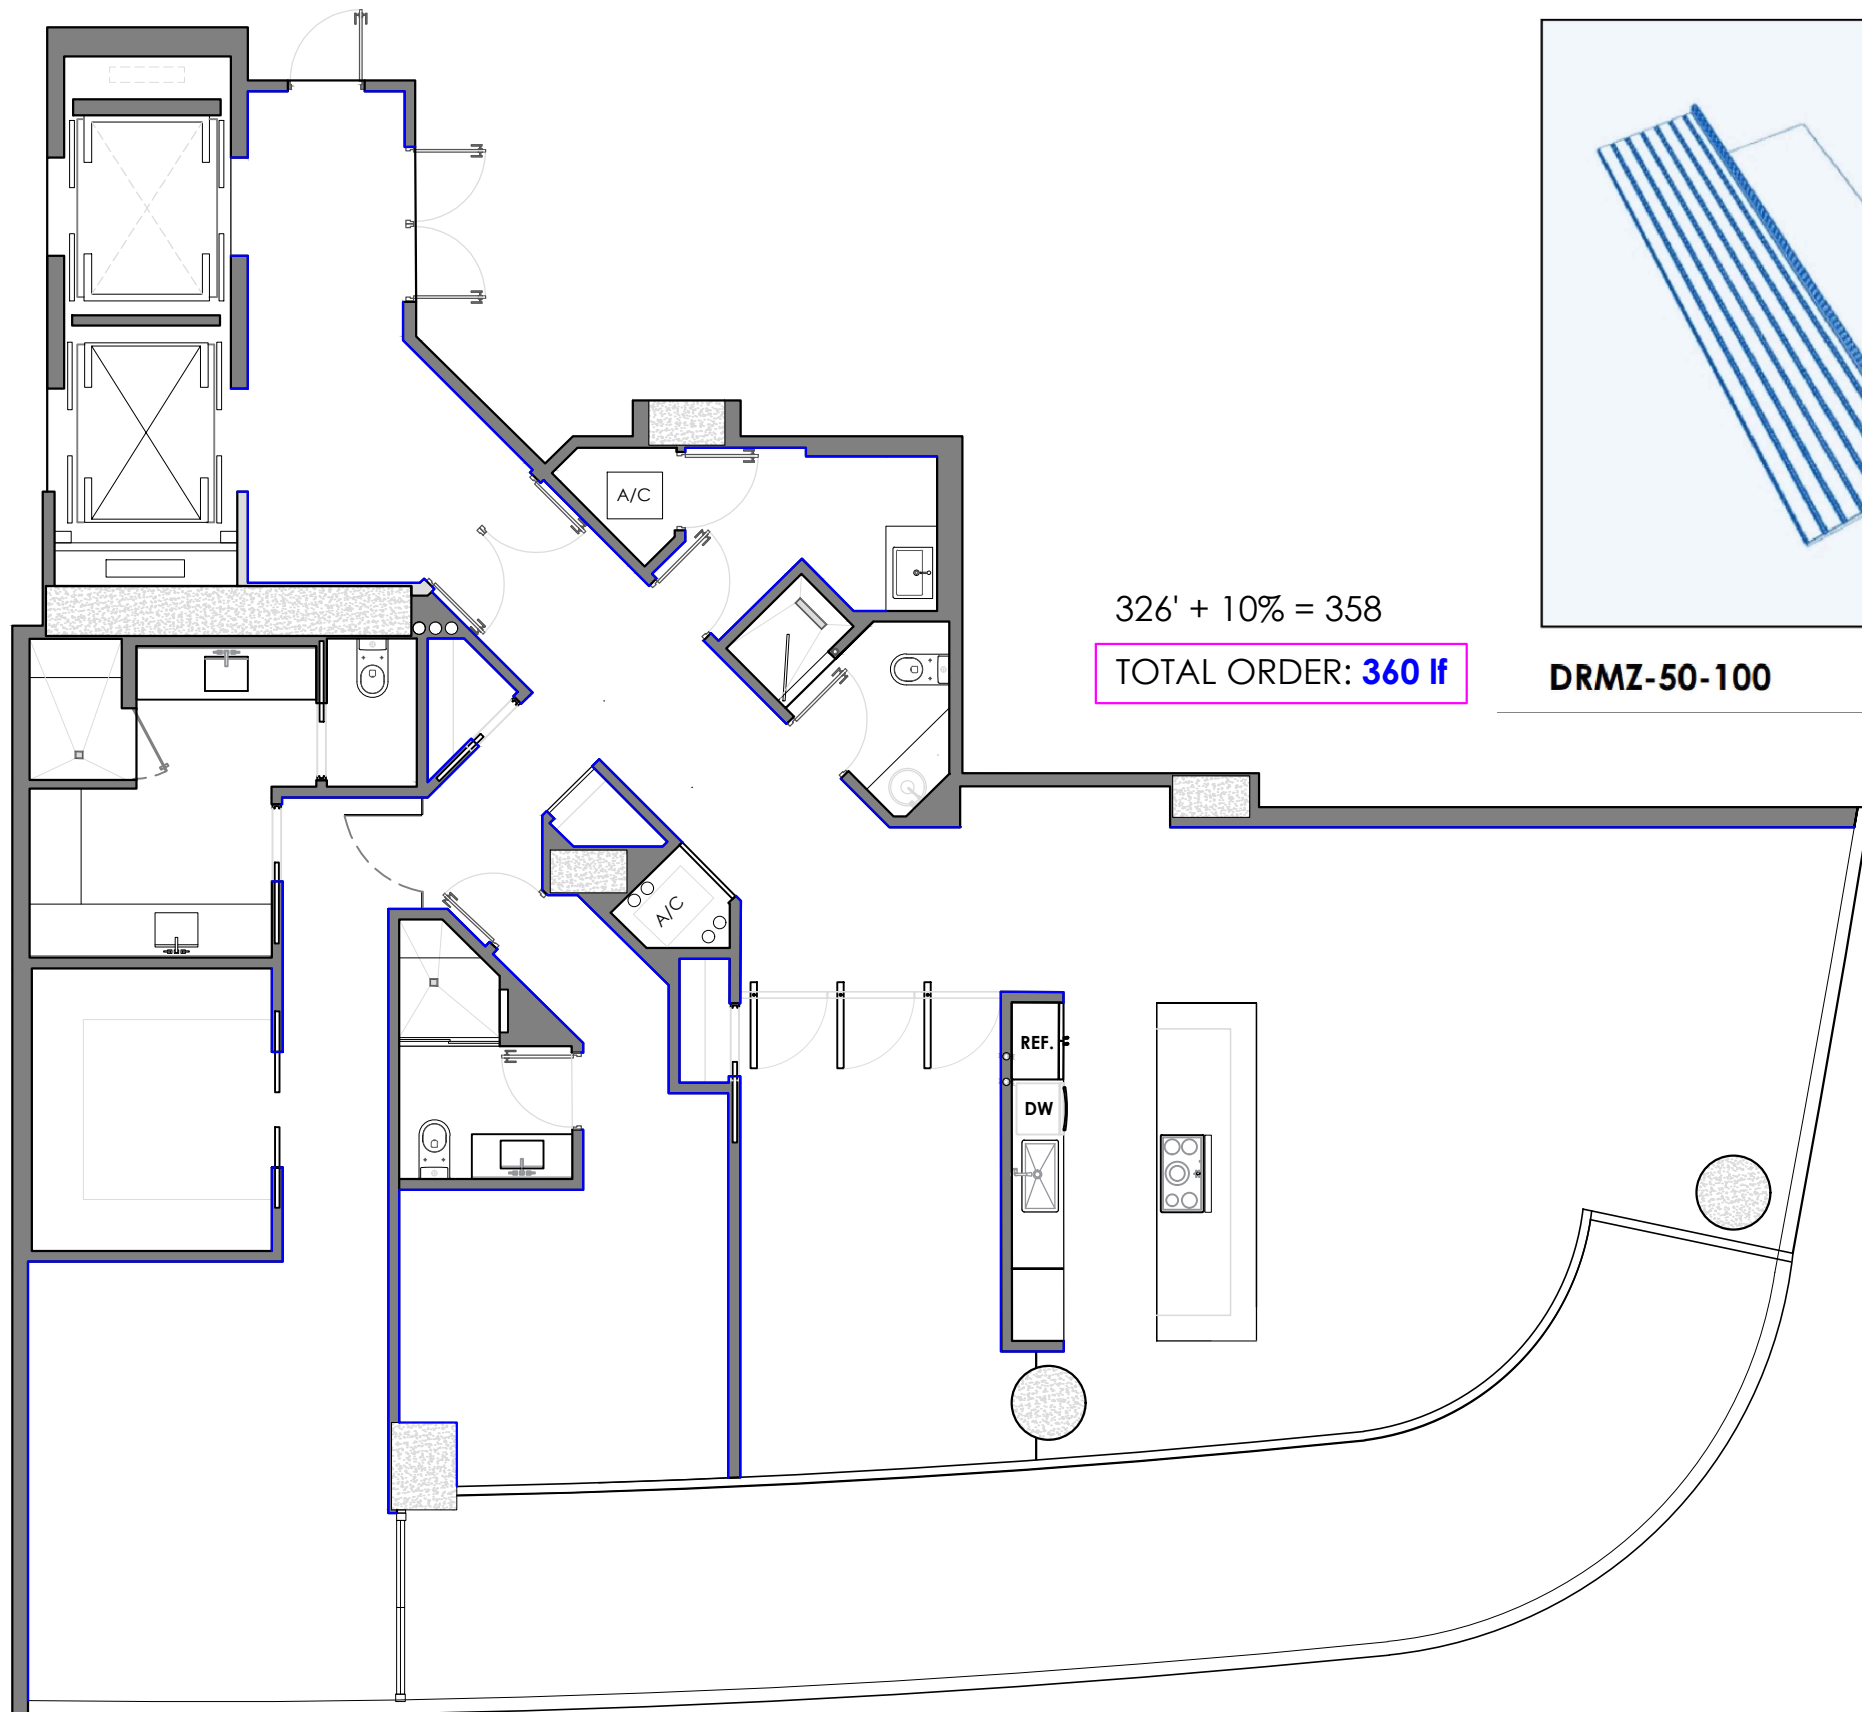 A/C
326' + 10% = 358
TOTAL ORDER: 360 lf
DRMZ-50-100
A/C
REF.
DW